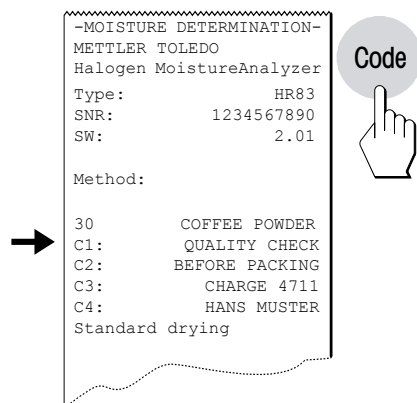 -MOISTURE DETERMINATION-
METTLER TOLEDO
Halogen MoistureAnalyzer
Type: HR83
SNR: 1234567890
SW: 2.01
Method:
30 COFFEE POWDER
C1: QUALITY CHECK
C2: BEFORE PACKING
C3: CHARGE 4711
C4: HANS MUSTER
Standard drying
Code